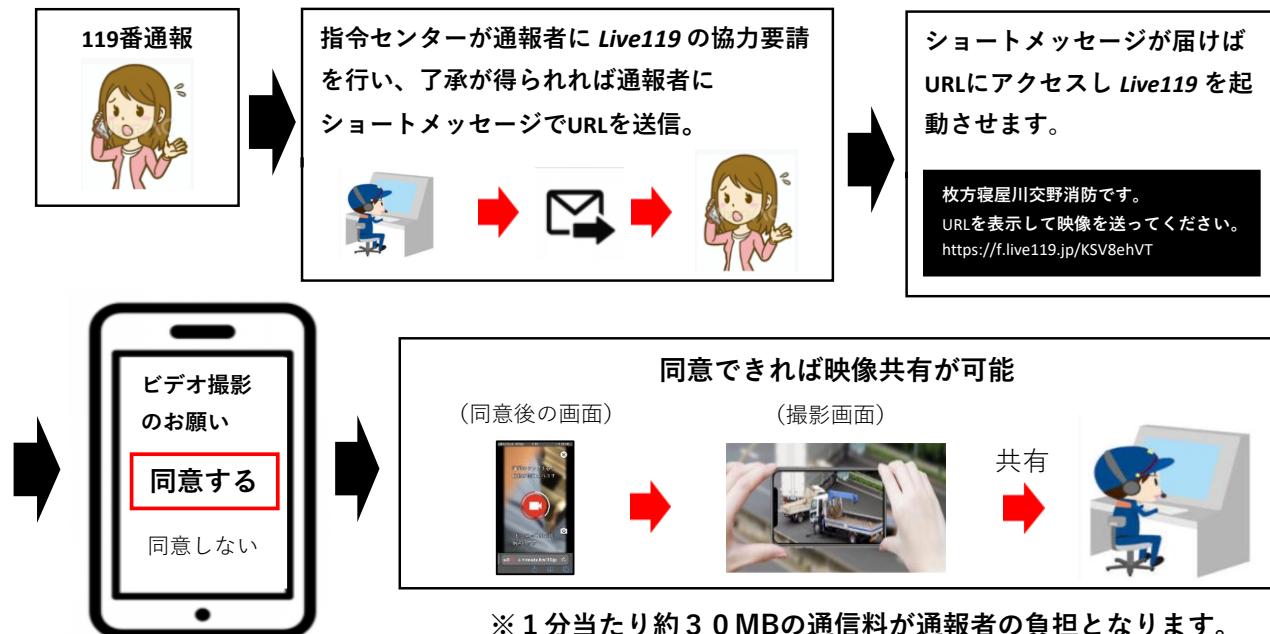 119番通報
指令センターが通報者に Live119 の協力要請
を行い、了承が得られれば通報者に
ショートメッセージでURLを送信。
ショートメッセージが届けば
URLにアクセスし Live119 を起
動させます。
枚方寝屋川交野消防です。
URLを表示して映像を送ってください。
https://f.live119.jp/KSV8ehVT
ビデオ撮影
のお願い
同意する
同意しない
同意できれば映像共有が可能
（同意後の画面）
（撮影画面）
共有
※１分当たり約３０MBの通信料が通報者の負担となります。